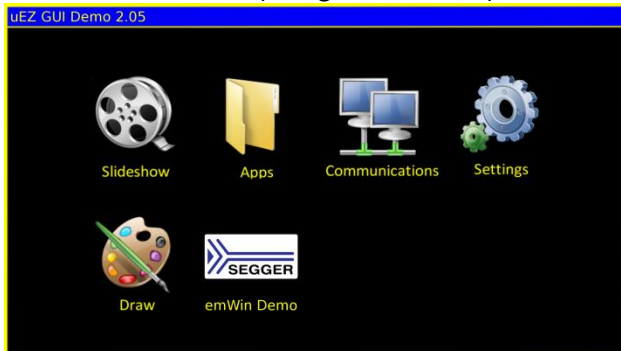 uEZ GUI Demo 2.05
Slideshow
Apps
Communications
Settings
SEGGER
Draw
emWin Demo